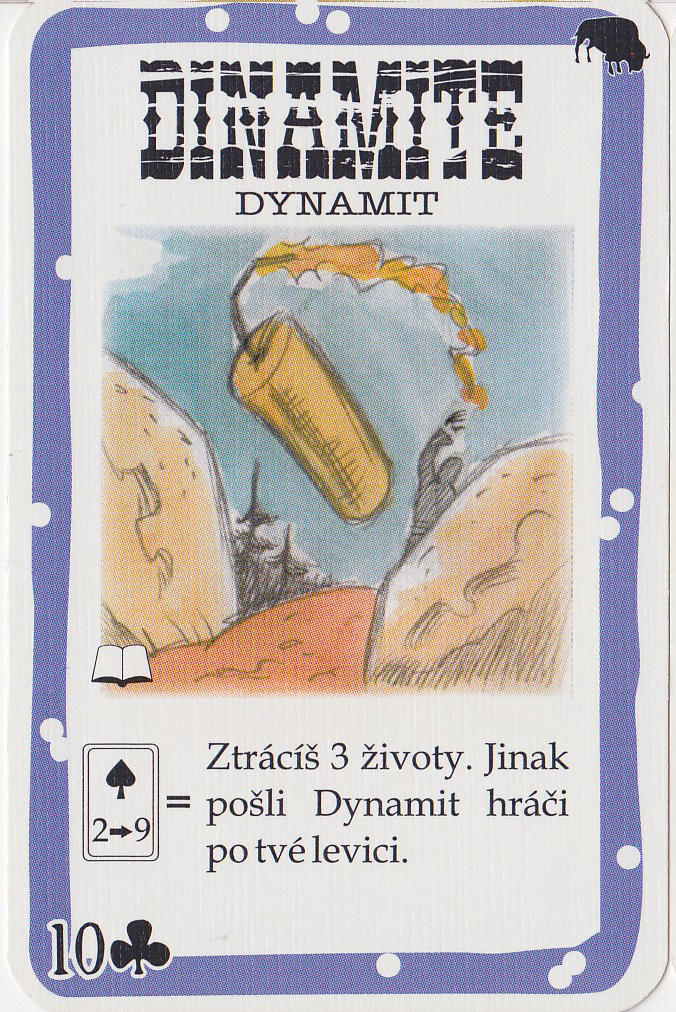 DINAMITE
DYNAMIT
2➡9 = Ztrácíš 3 životy. Jinak
pošli Dynamit hráči
po tvé levici.
10♣